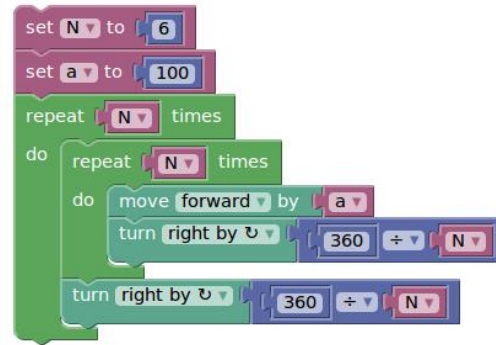 set N to 6
set a to 100
repeat N times
do repeat N times
do move forward by a
turn right by ↻ 360 ÷ N
turn right by ↻ 360 ÷ N